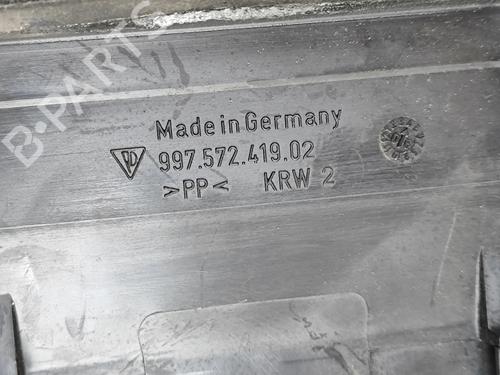 B-PARTS
Made in Germany
997.572.419.02
>PP< KRW 2